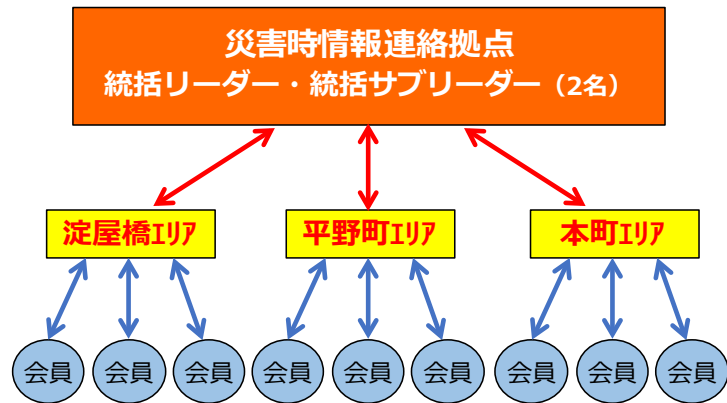 災害時情報連絡拠点
統括リーダー・統括サブリーダー（2名）
淀屋橋ｴﾘｱ 平野町ｴﾘｱ 本町ｴﾘｱ
会員 会員 会員 会員 会員 会員 会員 会員 会員